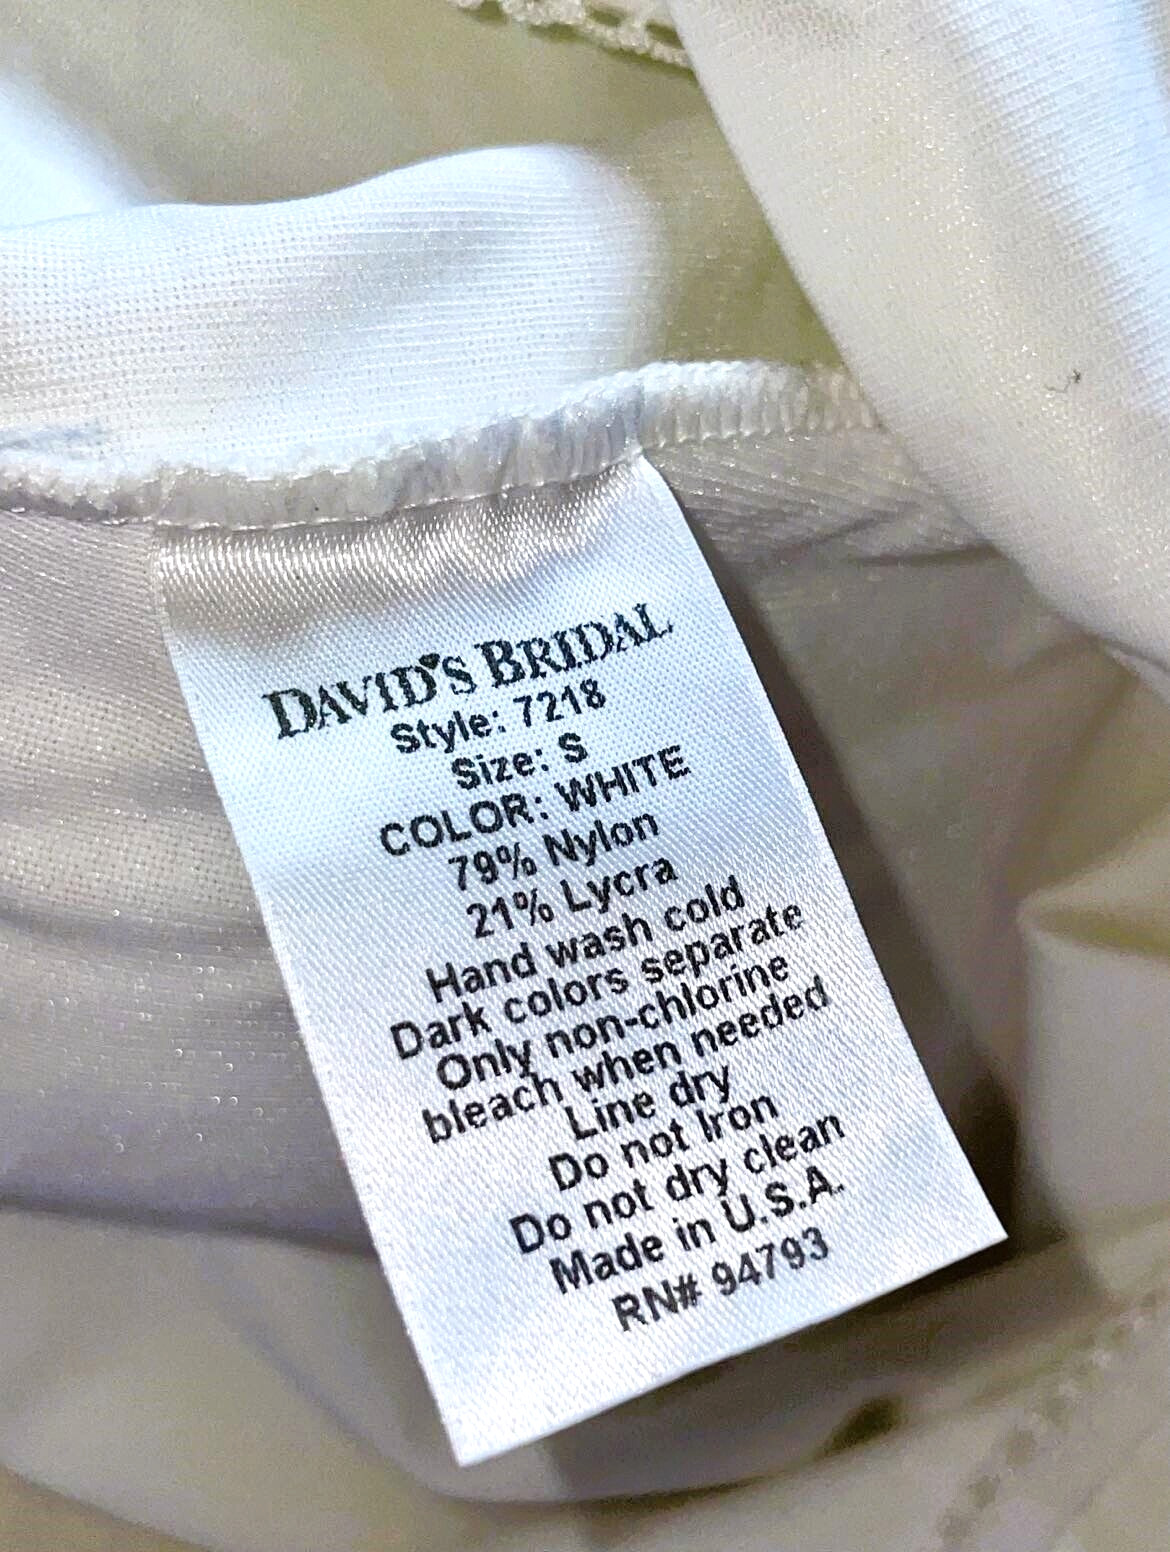 DAVID'S BRIDAL
Style: 7218
Size: S
COLOR: WHITE
79% Nylon
21% Lycra
Hand wash cold
Dark colors separate
Only non-chlorine
bleach when needed
Line dry
Do not Iron
Do not dry clean
Made in U.S.A.
RN# 94793